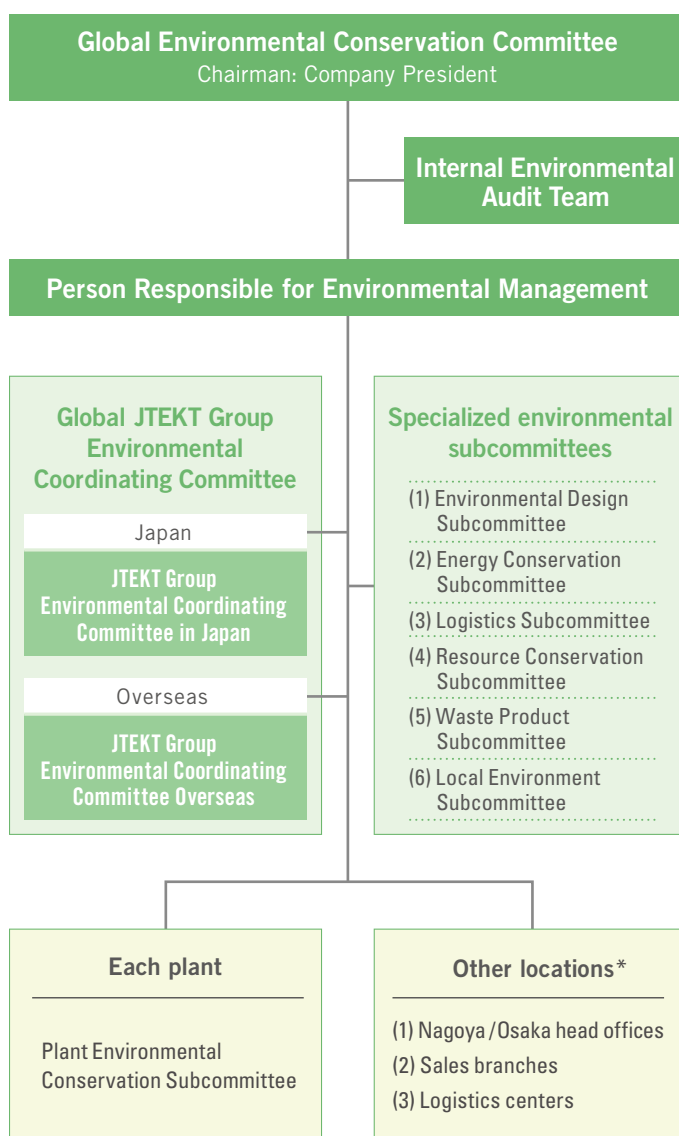 Global Environmental Conservation Committee
Chairman: Company President
Internal Environmental
Audit Team
Person Responsible for Environmental Management
Global JTEKT Group
Environmental
Coordinating Committee
Japan
JTEKT Group
Environmental Coordinating
Committee in Japan
Overseas
JTEKT Group
Environmental Coordinating
Committee Overseas
Specialized environmental
subcommittees
(1) Environmental Design
Subcommittee
(2) Energy Conservation
Subcommittee
(3) Logistics Subcommittee
(4) Resource Conservation
Subcommittee
(5) Waste Product
Subcommittee
(6) Local Environment
Subcommittee
Each plant
Plant Environmental
Conservation Subcommittee
Other locations*
(1) Nagoya/Osaka head offices
(2) Sales branches
(3) Logistics centers